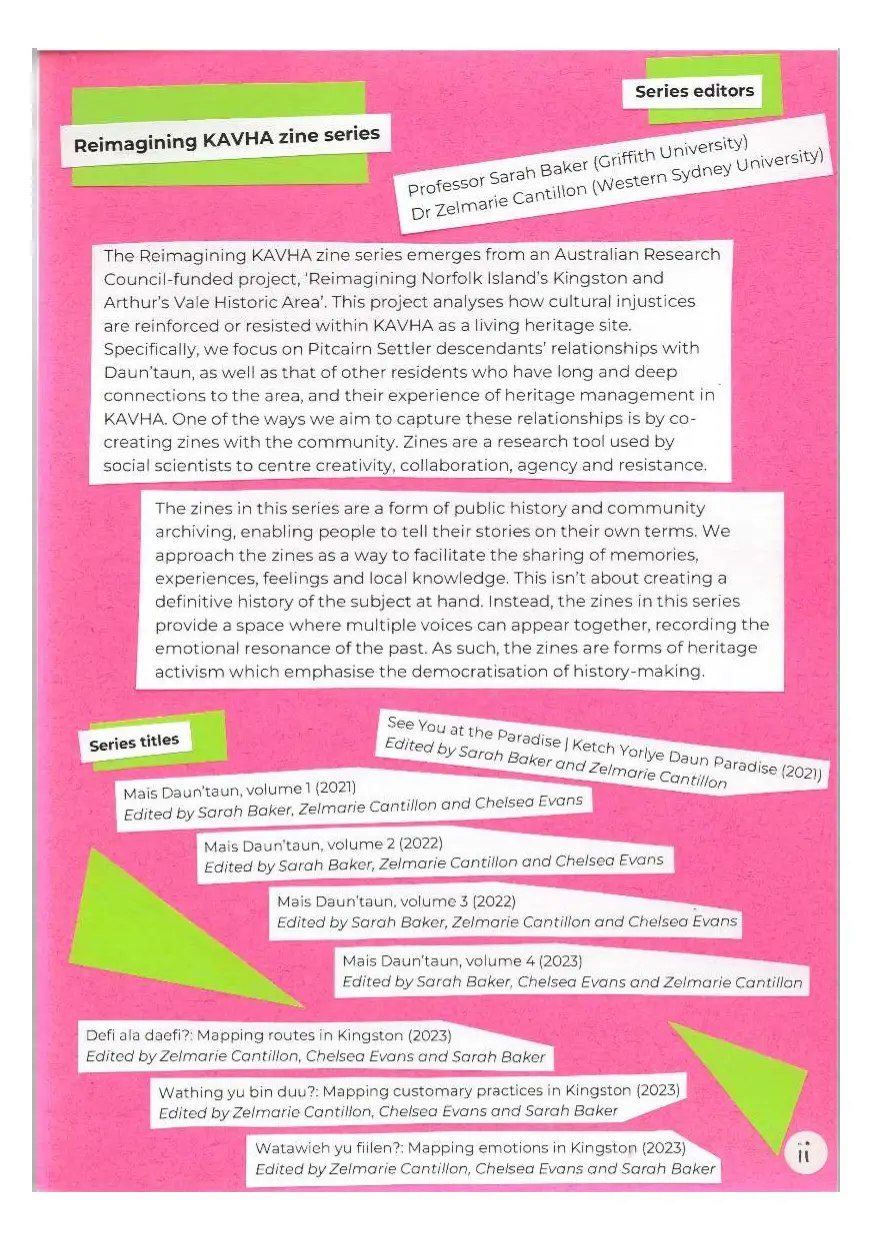 Reimagining KAVHA zine series
Series editors
Professor Sarah Baker (Griffith University)
Dr Zelmarie Cantillon (Western Sydney University)
The Reimagining KAVHA zine series emerges from an Australian Research
Council-funded project, ‘Reimagining Norfolk Island’s Kingston and
Arthur’s Vale Historic Area’. This project analyses how cultural injustices
are reinforced or resisted within KAVHA as a living heritage site.
Specifically, we focus on Pitcairn Settler descendants’ relationships with
Daun’taun, as well as that of other residents who have long and deep
connections to the area, and their experience of heritage management in
KAVHA. One of the ways we aim to capture these relationships is by co-
creating zines with the community. Zines are a research tool used by
social scientists to centre creativity, collaboration, agency and resistance.
The zines in this series are a form of public history and community
archiving, enabling people to tell their stories on their own terms. We
approach the zines as a way to facilitate the sharing of memories,
experiences, feelings and local knowledge. This isn’t about creating a
definitive history of the subject at hand. Instead, the zines in this series
provide a space where multiple voices can appear together, recording the
emotional resonance of the past. As such, the zines are forms of heritage
activism which emphasise the democratisation of history-making.
Series titles
See You at the Paradise | Ketch Yorlye Daun Paradise (2021)
Edited by Sarah Baker and Zelmarie Cantillon
Mais Daun’taun, volume 1 (2021)
Edited by Sarah Baker, Zelmarie Cantillon and Chelsea Evans
Mais Daun’taun, volume 2 (2022)
Edited by Sarah Baker, Zelmarie Cantillon and Chelsea Evans
Mais Daun’taun, volume 3 (2022)
Edited by Sarah Baker, Zelmarie Cantillon and Chelsea Evans
Mais Daun’taun, volume 4 (2023)
Edited by Sarah Baker, Chelsea Evans and Zelmarie Cantillon
Defi ala daefi?: Mapping routes in Kingston (2023)
Edited by Zelmarie Cantillon, Chelsea Evans and Sarah Baker
Wathing yu bin duu?: Mapping customary practices in Kingston (2023)
Edited by Zelmarie Cantillon, Chelsea Evans and Sarah Baker
Watawieh yu fiilen?: Mapping emotions in Kingston (2023)
Edited by Zelmarie Cantillon, Chelsea Evans and Sarah Baker
ii